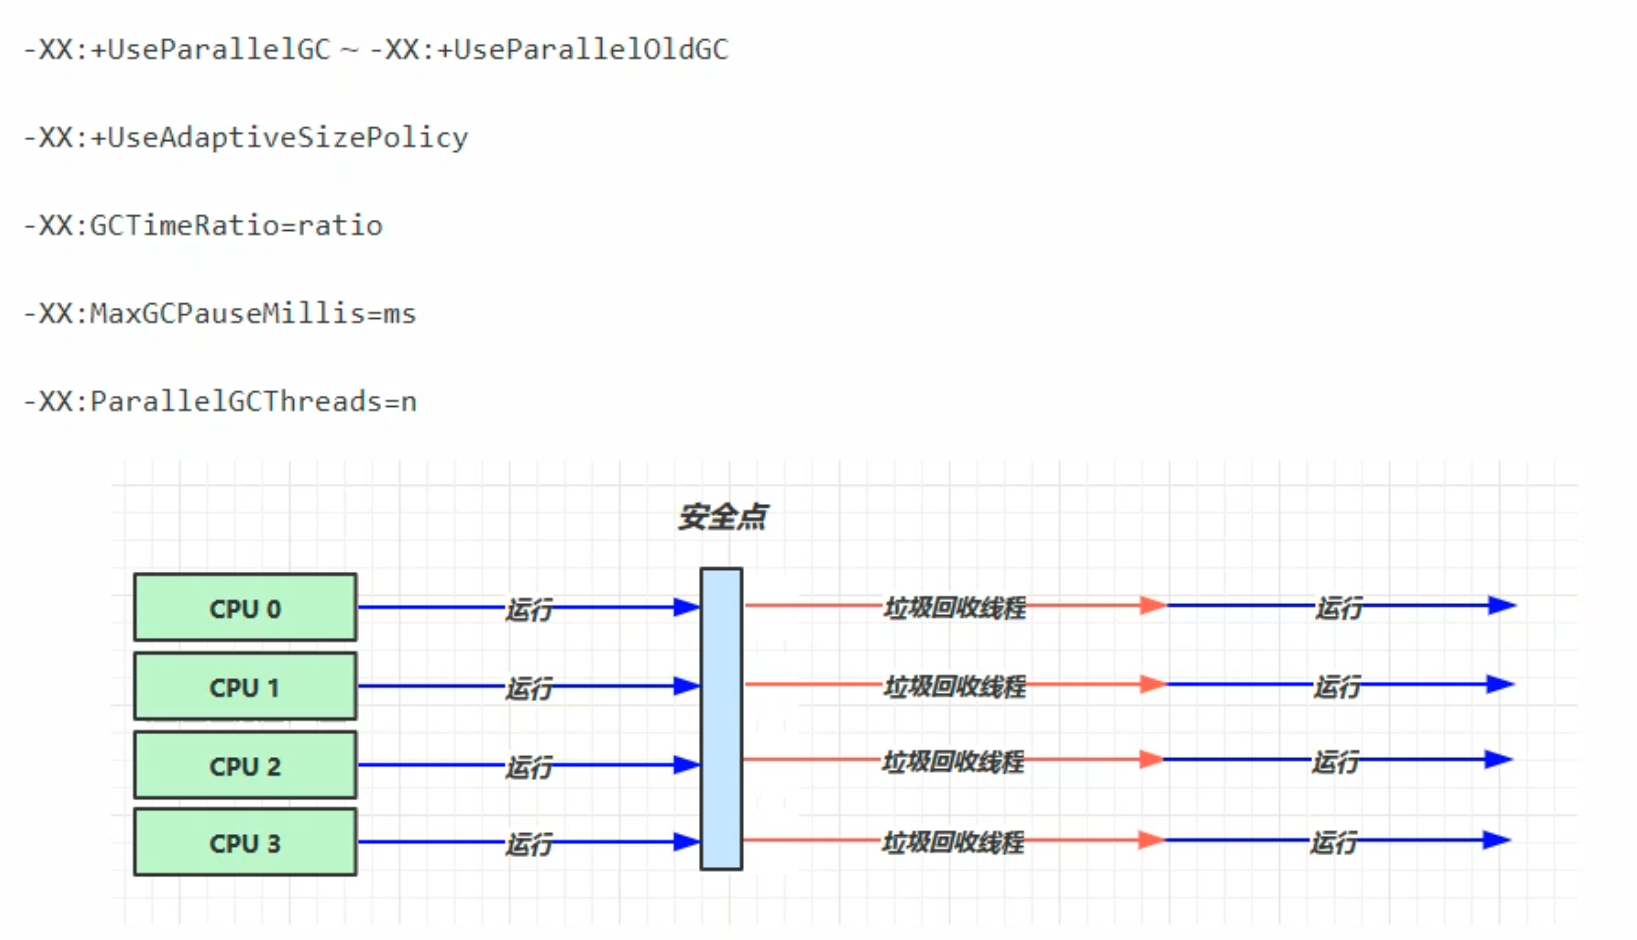 -XX:+UseParallelGC ~ -XX:+UseParallelOldGC
-XX:+UseAdaptiveSizePolicy
-XX:GCTimeRatio=ratio
-XX:MaxGCPauseMillis=ms
-XX:ParallelGCThreads=n
安全点
CPU 0 运行 垃圾回收线程 运行
CPU 1 运行 垃圾回收线程 运行
CPU 2 运行 垃圾回收线程 运行
CPU 3 运行 垃圾回收线程 运行